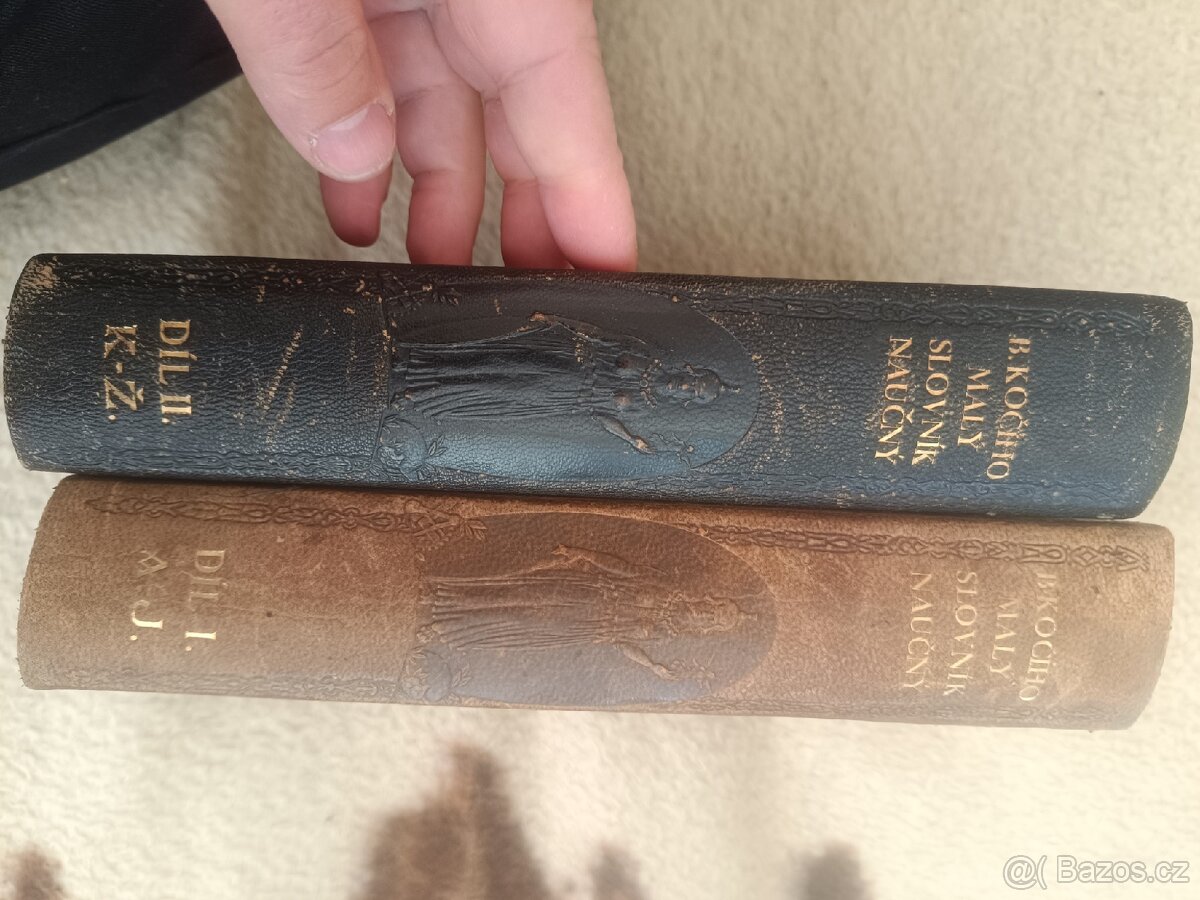 B. KOČÍHO
MALÝ
SLOVNÍK
NAUČNÝ
DÍL II.
K-Ž.
B. KOČÍHO
MALÝ
SLOVNÍK
NAUČNÝ
DÍL I.
A-J.
@( Bazos.cz